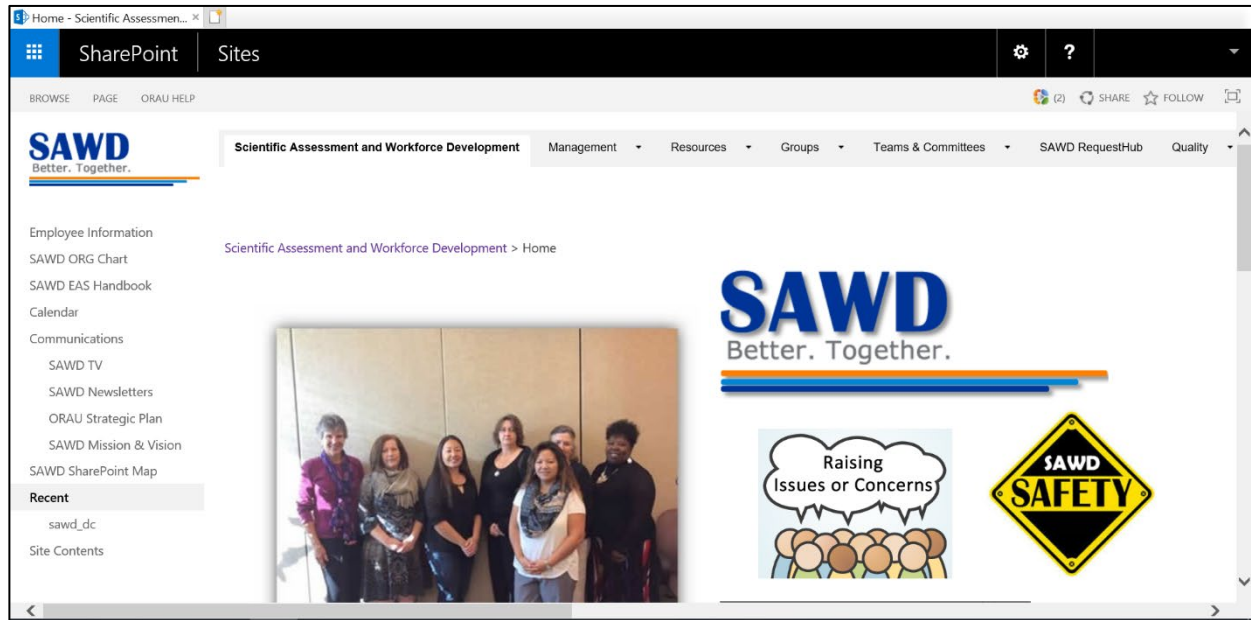 Home - Scientific Assessmen... ×
SharePoint Sites ?
BROWSE PAGE ORAU HELP (2) SHARE FOLLOW
SAWD
Better. Together.
Scientific Assessment and Workforce Development Management Resources Groups Teams & Committees SAWD RequestHub Quality
Employee Information
SAWD ORG Chart
SAWD EAS Handbook
Calendar
Communications
SAWD TV
SAWD Newsletters
ORAU Strategic Plan
SAWD Mission & Vision
SAWD SharePoint Map
Recent
sawd_dc
Site Contents
Scientific Assessment and Workforce Development > Home
SAWD
Better. Together.
Raising
Issues or Concerns
SAWD
SAFETY